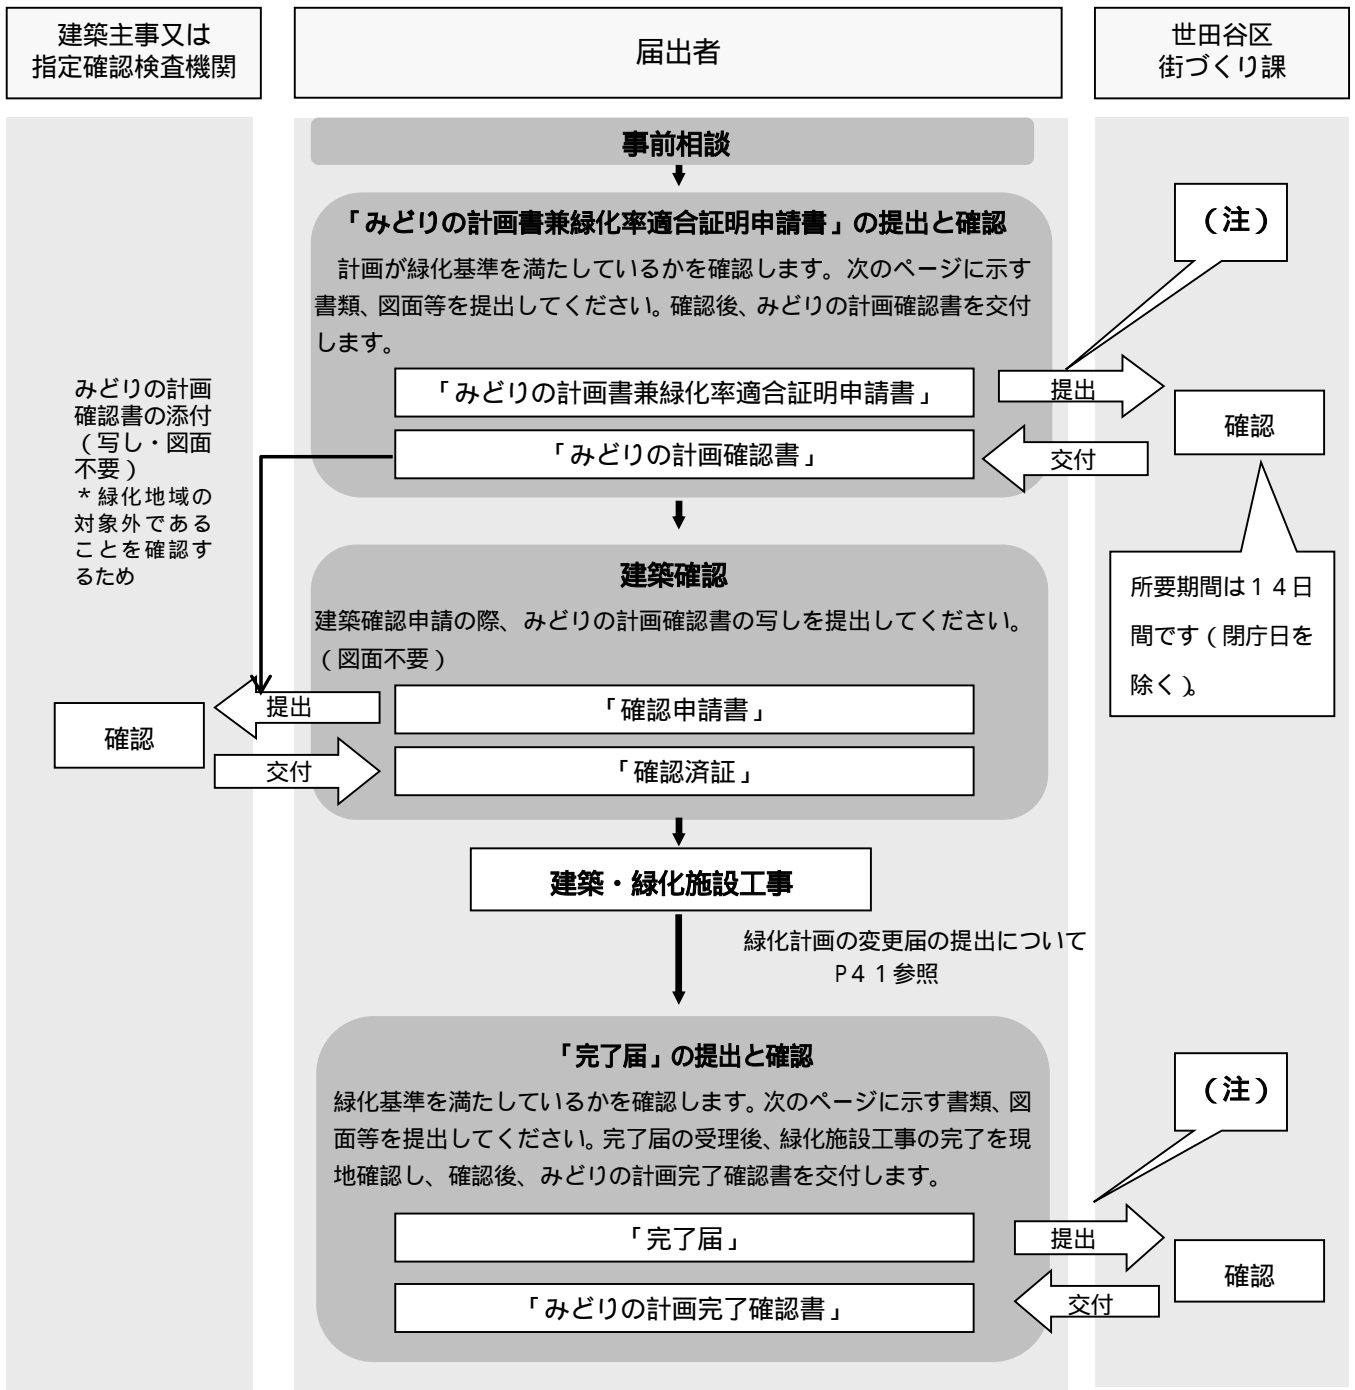 建築主事又は
指定確認検査機関
届出者
世田谷区
街づくり課
事前相談
「みどりの計画書兼緑化率適合証明申請書」の提出と確認
計画が緑化基準を満たしているかを確認します。次のページに示す
書類、図面等を提出してください。確認後、みどりの計画確認書を交付
します。
「みどりの計画書兼緑化率適合証明申請書」
「みどりの計画確認書」
（注）
提出
交付
確認
所要期間は１４日
間です（閉庁日を
除く）。
みどりの計画
確認書の添付
（写し・図面
不要）
＊緑化地域の
対象外である
ことを確認す
るため
建築確認
建築確認申請の際、みどりの計画確認書の写しを提出してください。
（図面不要）
「確認申請書」
「確認済証」
提出
交付
確認
建築・緑化施設工事
緑化計画の変更届の提出について
P４１参照
「完了届」の提出と確認
緑化基準を満たしているかを確認します。次のページに示す書類、図
面等を提出してください。完了届の受理後、緑化施設工事の完了を現
地確認し、確認後、みどりの計画完了確認書を交付します。
「完了届」
「みどりの計画完了確認書」
（注）
提出
交付
確認